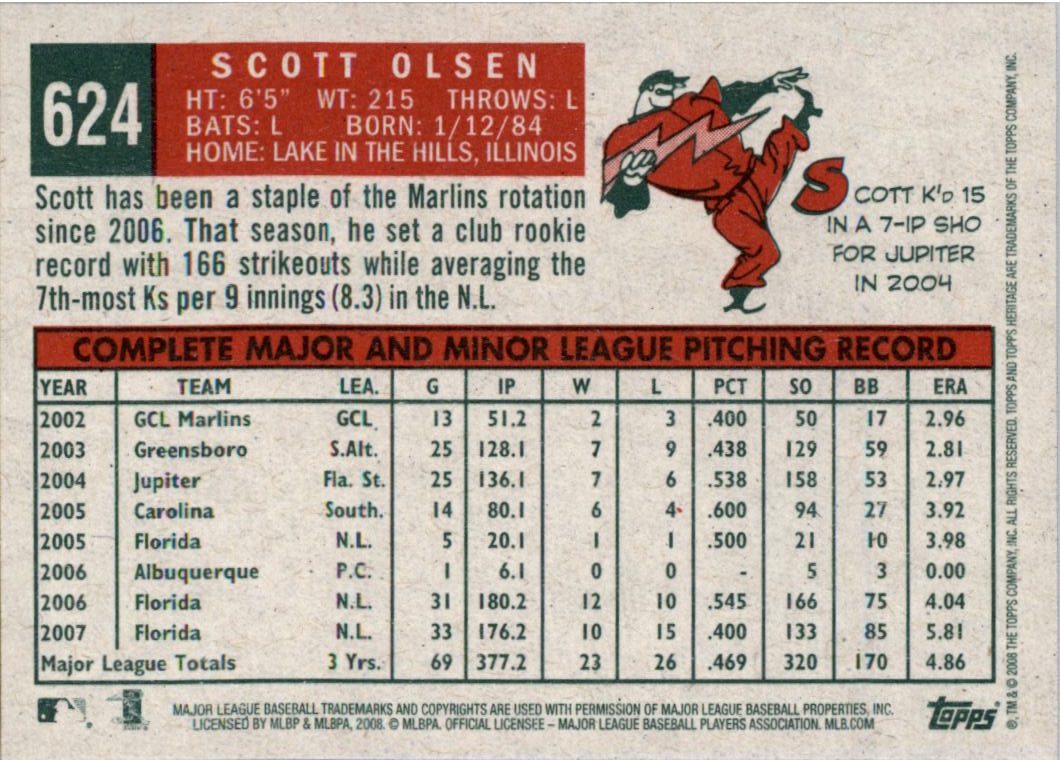 624
SCOTT OLSEN
HT: 6'5" WT: 215 THROWS: L
BATS: L BORN: 1/12/84
HOME: LAKE IN THE HILLS, ILLINOIS
Scott has been a staple of the Marlins rotation
since 2006. That season, he set a club rookie
record with 166 strikeouts while averaging the
7th-most Ks per 9 innings (8.3) in the N.L.
SCOTT K'D 15
IN A 7-IP SHO
FOR JUPITER
IN 2004
COMPLETE MAJOR AND MINOR LEAGUE PITCHING RECORD
YEAR TEAM LEA. G IP W L PCT SO BB ERA
2002 GCL Marlins GCL 13 51.2 2 3 .400 50 17 2.96
2003 Greensboro S.Alt. 25 128.1 7 9 .438 129 59 2.81
2004 Jupiter Fla. St. 25 136.1 7 6 .538 158 53 2.97
2005 Carolina South. 14 80.1 6 4 .600 94 27 3.92
2005 Florida N.L. 5 20.1 1 1 .500 21 10 3.98
2006 Albuquerque P.C. 1 6.1 0 0 - 5 3 0.00
2006 Florida N.L. 31 180.2 12 10 .545 166 75 4.04
2007 Florida N.L. 33 176.2 10 15 .400 133 85 5.81
Major League Totals 3 Yrs. 69 377.2 23 26 .469 320 170 4.86
MAJOR LEAGUE BASEBALL TRADEMARKS AND COPYRIGHTS ARE USED WITH PERMISSION OF MAJOR LEAGUE BASEBALL PROPERTIES, INC.
LICENSED BY MLBP & MLBPA, 2008. © MLBPA. OFFICIAL LICENSEE – MAJOR LEAGUE BASEBALL PLAYERS ASSOCIATION. MLB.COM
Topps
®, TM & © 2008 THE TOPPS COMPANY, INC. ALL RIGHTS RESERVED. TOPPS AND TOPPS HERITAGE ARE TRADEMARKS OF THE TOPPS COMPANY, INC.